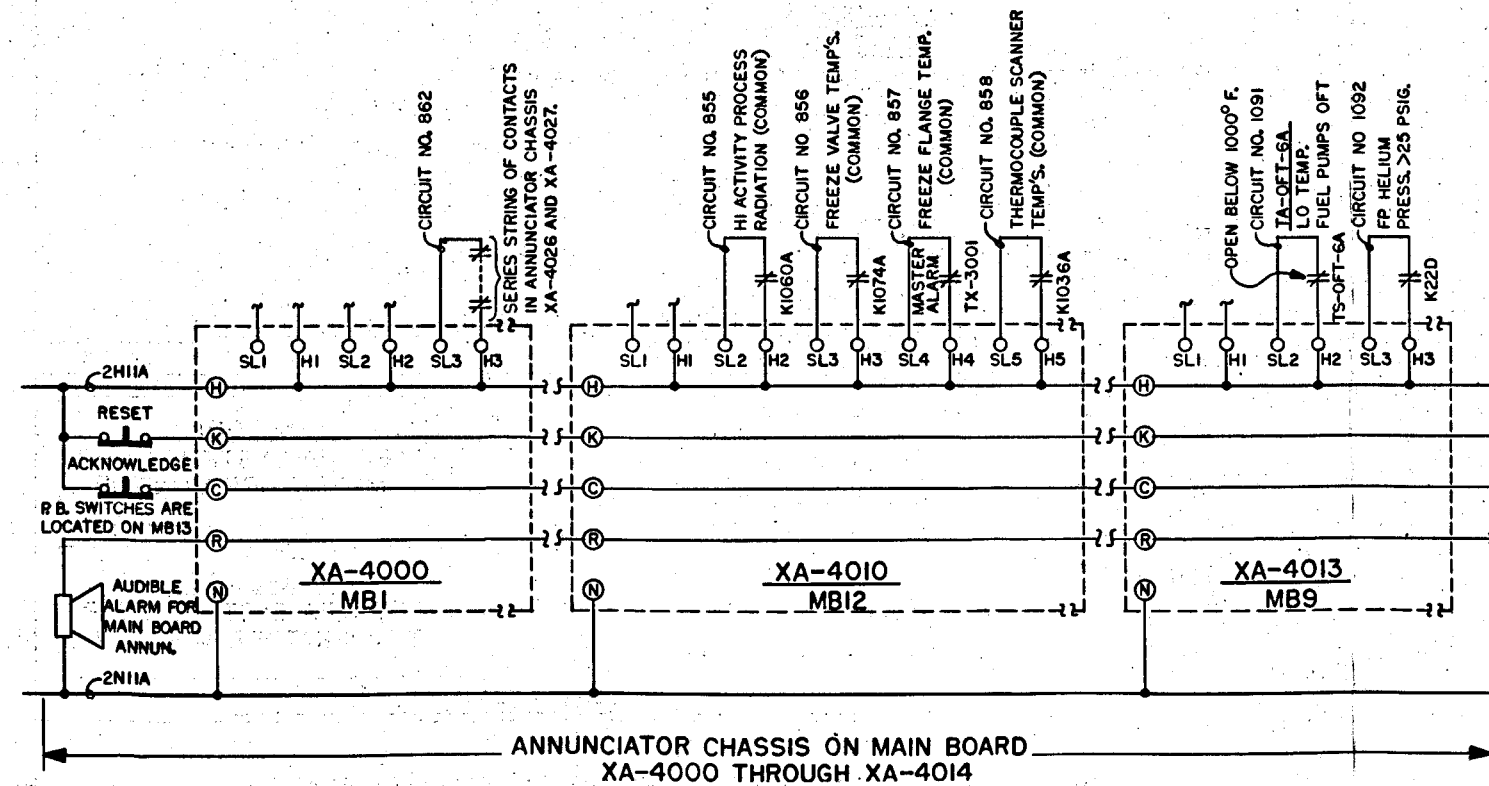 CIRCUIT NO. 862
SERIES STRING OF CONTACTS
IN ANNUNCIATOR CHASSIS
XA-4026 AND XA-4027.
CIRCUIT NO. 855
HI ACTIVITY PROCESS
RADIATION (COMMON)
K1060A
CIRCUIT NO 856
FREEZE VALVE TEMP'S.
(COMMON)
K1074A
CIRCUIT NO. 857
FREEZE FLANGE TEMP.
(COMMON)
MASTER
ALARM
TX-3001
CIRCUIT NO. 858
THERMOCOUPLE SCANNER
TEMP'S. (COMMON)
K1036A
OPEN BELOW 1000° F.
CIRCUIT NO. 1091
TA-OFT-6A
LO TEMP.
FUEL PUMPS OFT
TS-OFT-6A
CIRCUIT NO 1092
FP HELIUM
PRESS. >25 PSIG.
K22D
SL1 H1 SL2 H2 SL3 H3
SL1 H1 SL2 H2 SL3 H3 SL4 H4 SL5 H5
SL1 H1 SL2 H2 SL3 H3
2H11A
H H H
RESET
K K K
ACKNOWLEDGE
C C C
P.B. SWITCHES ARE
LOCATED ON MB13
R R R
XA-4000
MB1
XA-4010
MB12
XA-4013
MB9
N N N
AUDIBLE
ALARM FOR
MAIN BOARD
ANNUN.
2N11A
ANNUNCIATOR CHASSIS ON MAIN BOARD
XA-4000 THROUGH XA-4014